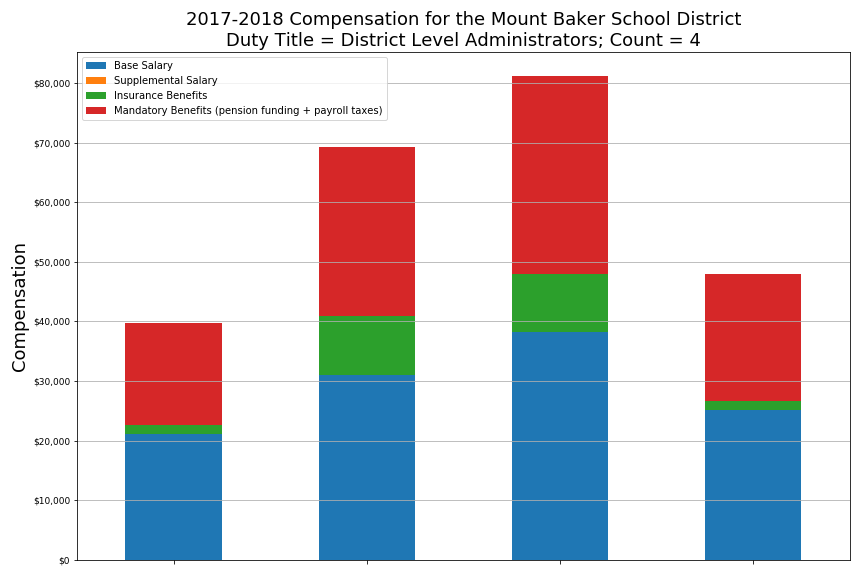 2017-2018 Compensation for the Mount Baker School District
Duty Title = District Level Administrators; Count = 4
Base Salary
Supplemental Salary
Insurance Benefits
Mandatory Benefits (pension funding + payroll taxes)
Compensation
$80,000
$70,000
$60,000
$50,000
$40,000
$30,000
$20,000
$10,000
$0